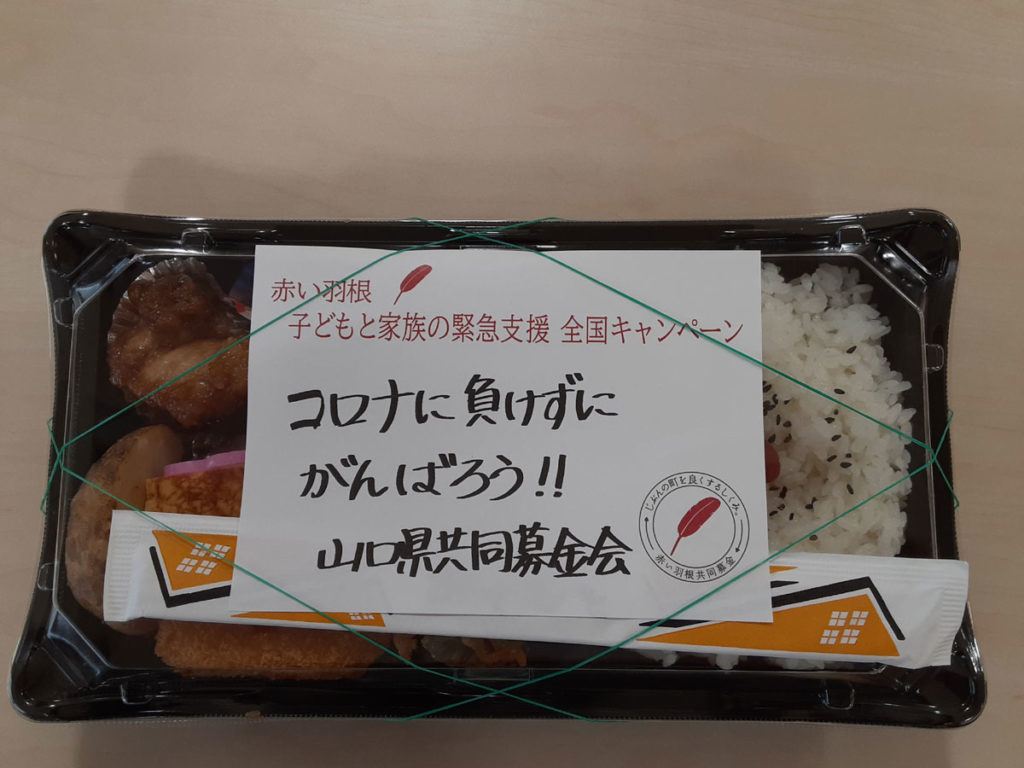 赤い羽根
子どもと家族の緊急支援 全国キャンペーン
コロナに負けずに
がんばろう!!
山口県共同募金会
じぶんの町を良くするしくみ。
赤い羽根共同募金